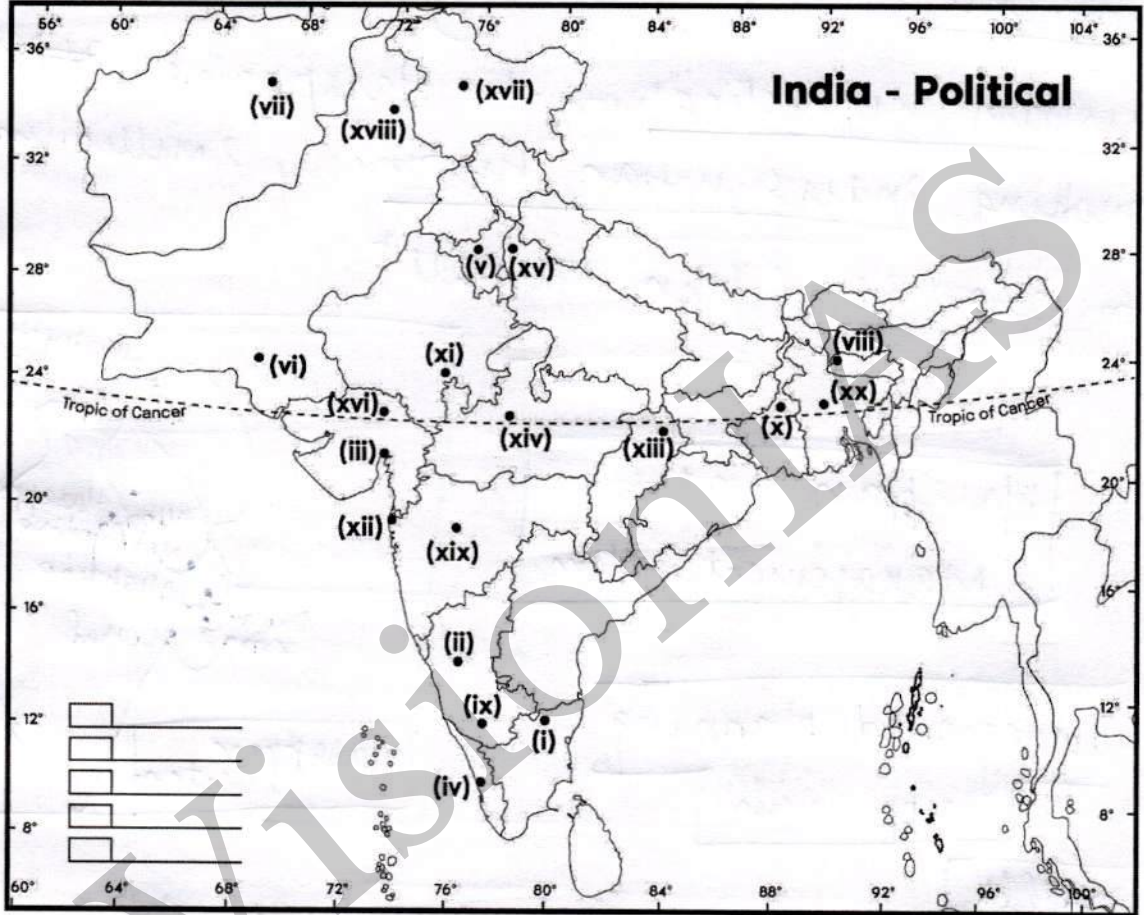 56° 64° 68° 72° 76° 80° 84° 88° 92° 96° 100° 104°
36° 36°
India - Political
(vii)
(xvii)
(xviii)
32° 32°
28° 28°
(v) (xv)
24° 24°
(vi)
(xi)
(viii)
(xvi)
(xx)
Tropic of Cancer
Tropic of Cancer
(xiv)
(xiii)
(x)
(iii)
20° 20°
(xii)
(xix)
16° 16°
(ii)
12° 12°
(ix)
(i)
(iv)
8° 8°
60° 64° 68° 72° 76° 80° 84° 88° 92° 96° 100°
VisionIAS